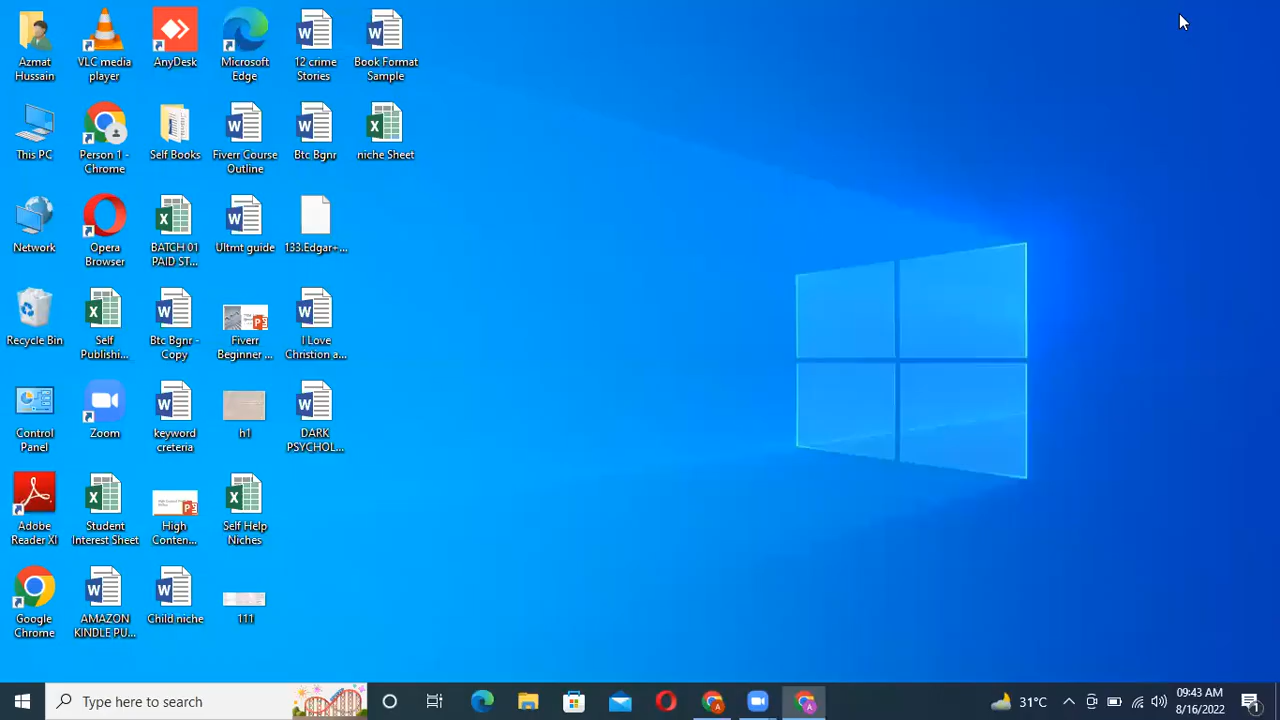 Azmat
Hussain
VLC media
player
AnyDesk
Microsoft
Edge
12 crime
Stories
Book Format
Sample
This PC
Person 1 -
Chrome
Self Books
Fiverr Course
Outline
Btc Bgnr
niche Sheet
Network
Opera
Browser
BATCH 01
PAID ST...
Ultmt guide
133.Edgar+...
Recycle Bin
Self
Publishi...
Btc Bgnr -
Copy
Fiverr
Beginner ...
I Love
Christion a...
Control
Panel
Zoom
keyword
creteria
h1
DARK
PSYCHOL...
Adobe
Reader XI
Student
Interest Sheet
High
Conten...
Self Help
Niches
Google
Chrome
AMAZON
KINDLE PU...
Child niche
111
Type here to search
31°C
09:43 AM
8/16/2022
1